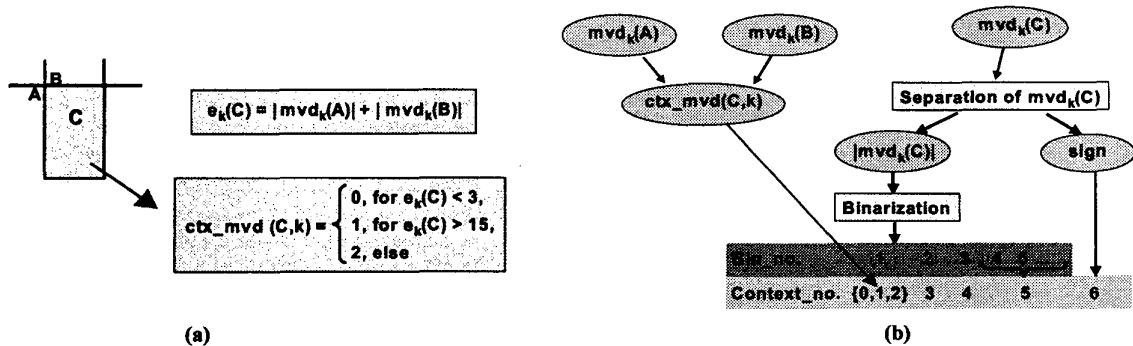 A
B
C
e_k(C) = | mvd_k(A)| + | mvd_k(B)|
ctx_mvd (C,k) =
0, for e_k(C) < 3,
1, for e_k(C) > 15,
2, else
(a)
mvd_k(A)
mvd_k(B)
mvd_k(C)
ctx_mvd(C,k)
Separation of mvd_k(C)
|mvd_k(C)|
sign
Binarization
1 2 3 4 5
Context_no. {0,1,2} 3 4 5 6
(b)